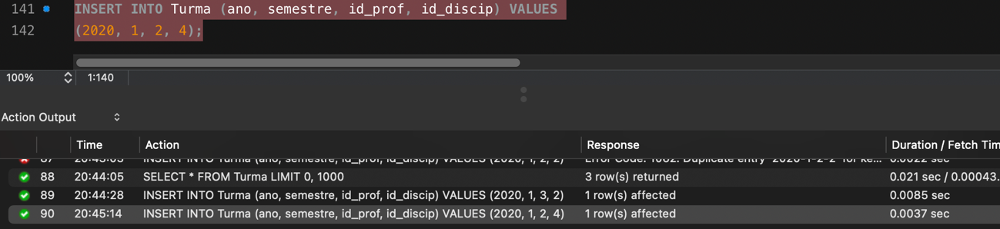 141 INSERT INTO Turma (ano, semestre, id_prof, id_discip) VALUES
142 (2020, 1, 2, 4);
100% 1:140
Action Output
Time Action Response Duration / Fetch Tim
87 20:43:03 INSERT INTO Turma (ano, semestre, id_prof, id_discip) VALUES (2020, 1, 2, 2) Error Code: 1062. Duplicate entry '2020-1-2-2' for ke... 0.0022 sec
88 20:44:05 SELECT * FROM Turma LIMIT 0, 1000 3 row(s) returned 0.021 sec / 0.00043...
89 20:44:28 INSERT INTO Turma (ano, semestre, id_prof, id_discip) VALUES (2020, 1, 3, 2) 1 row(s) affected 0.0085 sec
90 20:45:14 INSERT INTO Turma (ano, semestre, id_prof, id_discip) VALUES (2020, 1, 2, 4) 1 row(s) affected 0.0037 sec